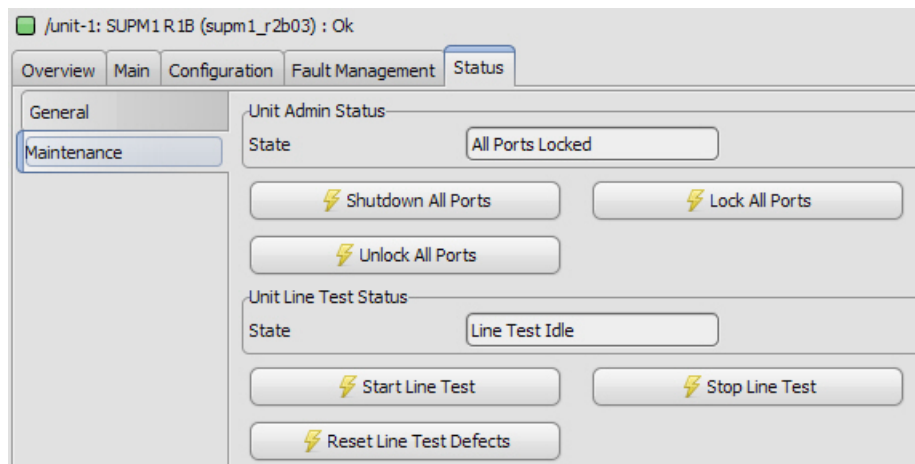 /unit-1: SUPM1 R1B (supm1_r2b03) : Ok
Overview Main Configuration Fault Management Status
General
Maintenance
Unit Admin Status
State All Ports Locked
Shutdown All Ports Lock All Ports
Unlock All Ports
Unit Line Test Status
State Line Test Idle
Start Line Test Stop Line Test
Reset Line Test Defects